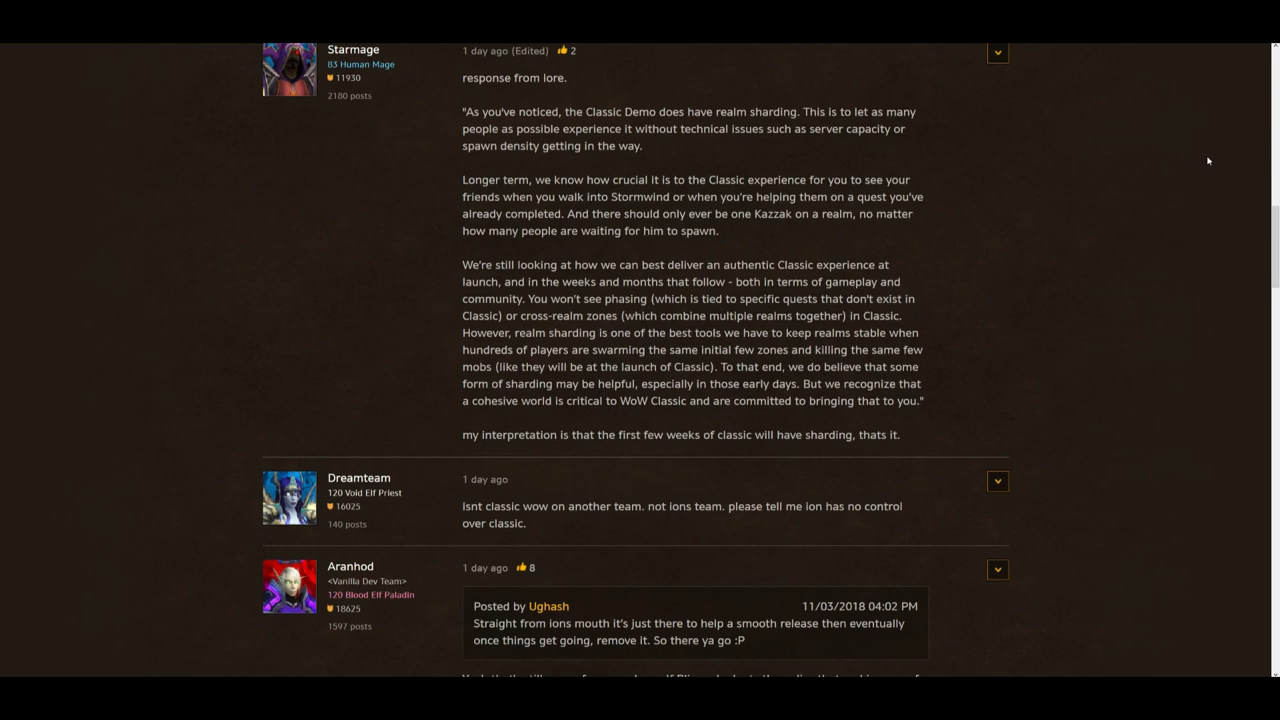 Starmage
83 Human Mage
11930
2180 posts
1 day ago (Edited) 2
response from lore.
"As you've noticed, the Classic Demo does have realm sharding. This is to let as many
people as possible experience it without technical issues such as server capacity or
spawn density getting in the way.
Longer term, we know how crucial it is to the Classic experience for you to see your
friends when you walk into Stormwind or when you're helping them on a quest you've
already completed. And there should only ever be one Kazzak on a realm, no matter
how many people are waiting for him to spawn.
We're still looking at how we can best deliver an authentic Classic experience at
launch, and in the weeks and months that follow - both in terms of gameplay and
community. You won't see phasing (which is tied to specific quests that don't exist in
Classic) or cross-realm zones (which combine multiple realms together) in Classic.
However, realm sharding is one of the best tools we have to keep realms stable when
hundreds of players are swarming the same initial few zones and killing the same few
mobs (like they will be at the launch of Classic). To that end, we do believe that some
form of sharding may be helpful, especially in those early days. But we recognize that
a cohesive world is critical to WoW Classic and are committed to bringing that to you."
my interpretation is that the first few weeks of classic will have sharding, thats it.
Dreamteam
120 Void Elf Priest
16025
140 posts
1 day ago
isnt classic wow on another team. not ions team. please tell me ion has no control
over classic.
Aranhod
<Vanilla Dev Team>
120 Blood Elf Paladin
18625
1597 posts
1 day ago 8
Posted by Ughash 11/03/2018 04:02 PM
Straight from ions mouth it's just there to help a smooth release then eventually
once things get going, remove it. So there ya go :P